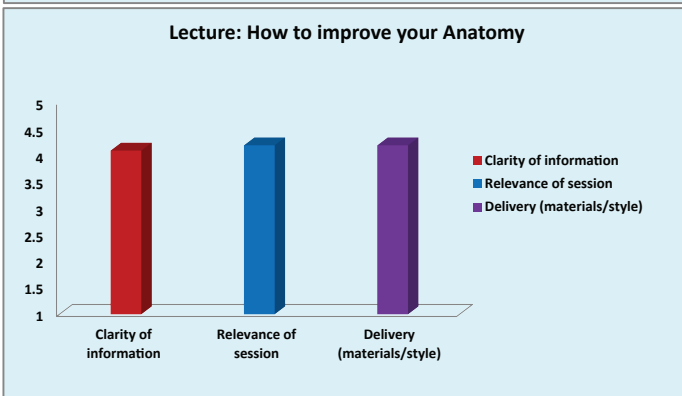 Lecture: How to improve your Anatomy
5
4.5
4
3.5
3
2.5
2
1.5
1
Clarity of
information
Relevance of
session
Delivery
(materials/style)
Clarity of information
Relevance of session
Delivery (materials/style)